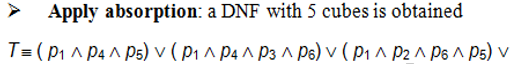 ➤ Apply absorption: a DNF with 5 cubes is obtained
T≡ ( p₁ ∧ p₄ ∧ p₅) ∨ ( p₁ ∧ p₄ ∧ p₃ ∧ p₆) ∨ ( p₁ ∧ p₂ ∧ p₆ ∧ p₅) ∨